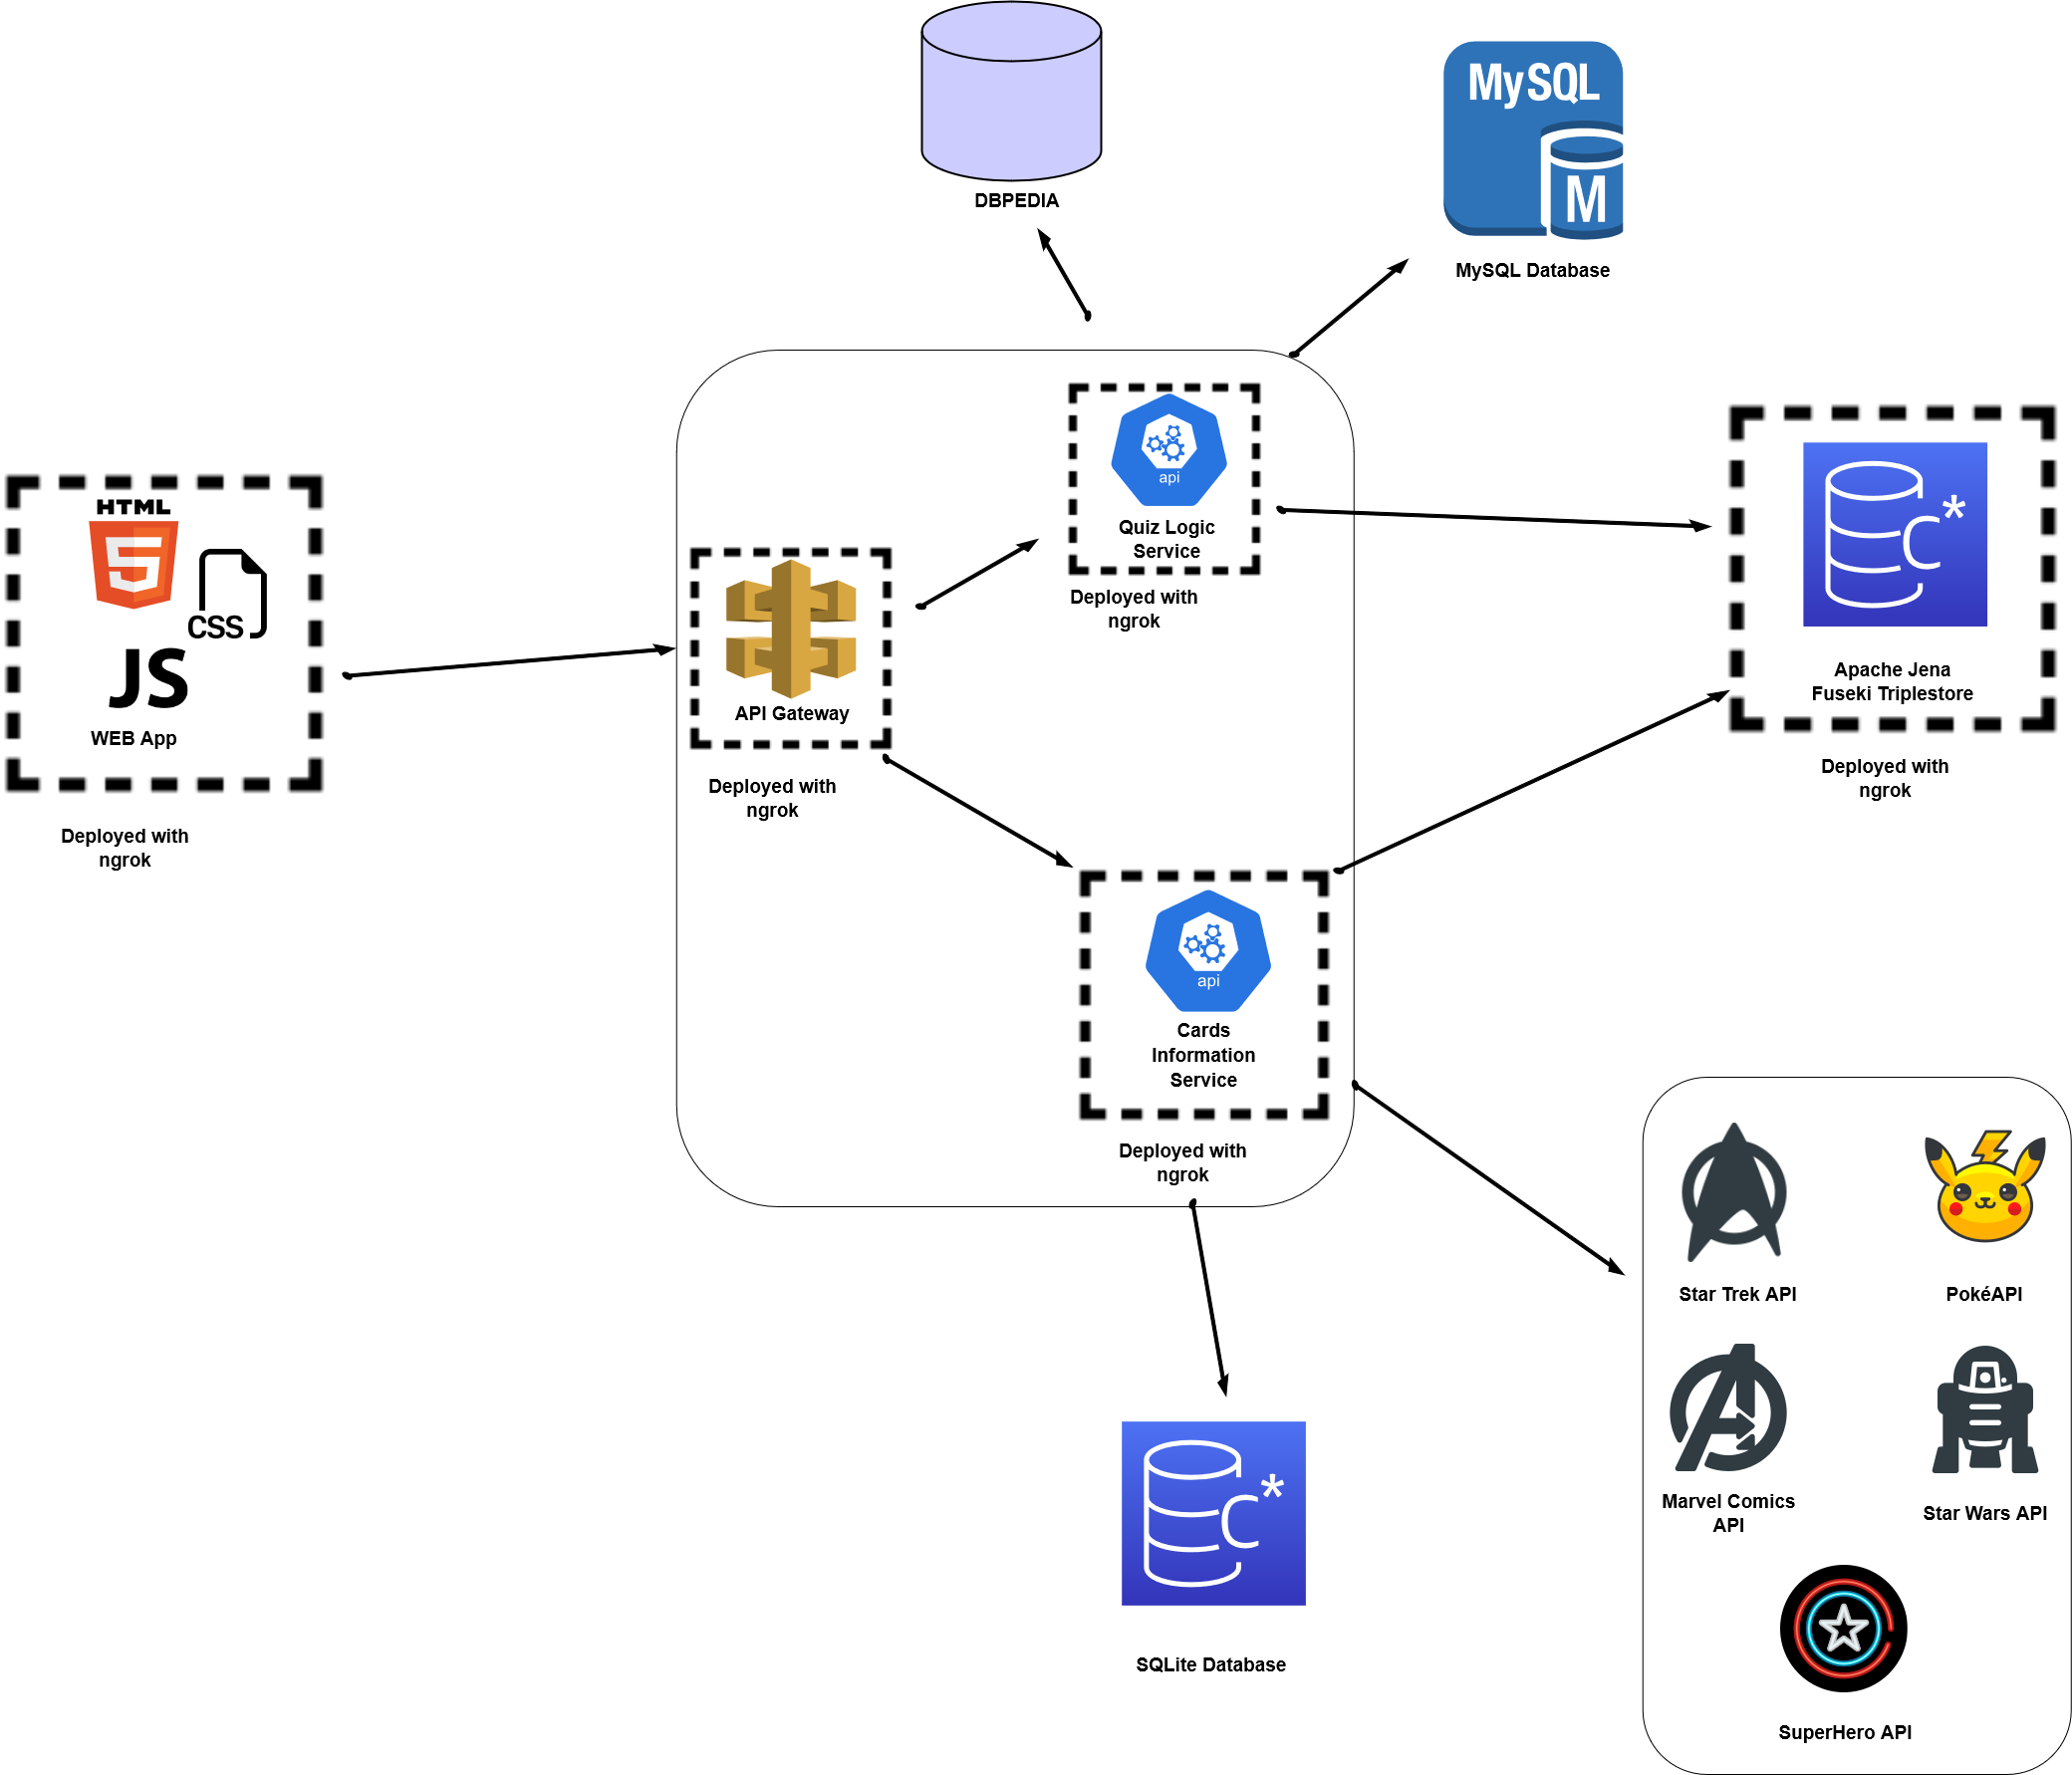 DBPEDIA
MySQL
M
MySQL Database
HTML
5
CSS
JS
WEB App
Deployed with
ngrok
API Gateway
Deployed with
ngrok
api
Quiz Logic
Service
Deployed with
ngrok
C*
Apache Jena
Fuseki Triplestore
Deployed with
ngrok
api
Cards
Information
Service
Deployed with
ngrok
C*
SQLite Database
Star Trek API
PokéAPI
Marvel Comics
API
Star Wars API
SuperHero API